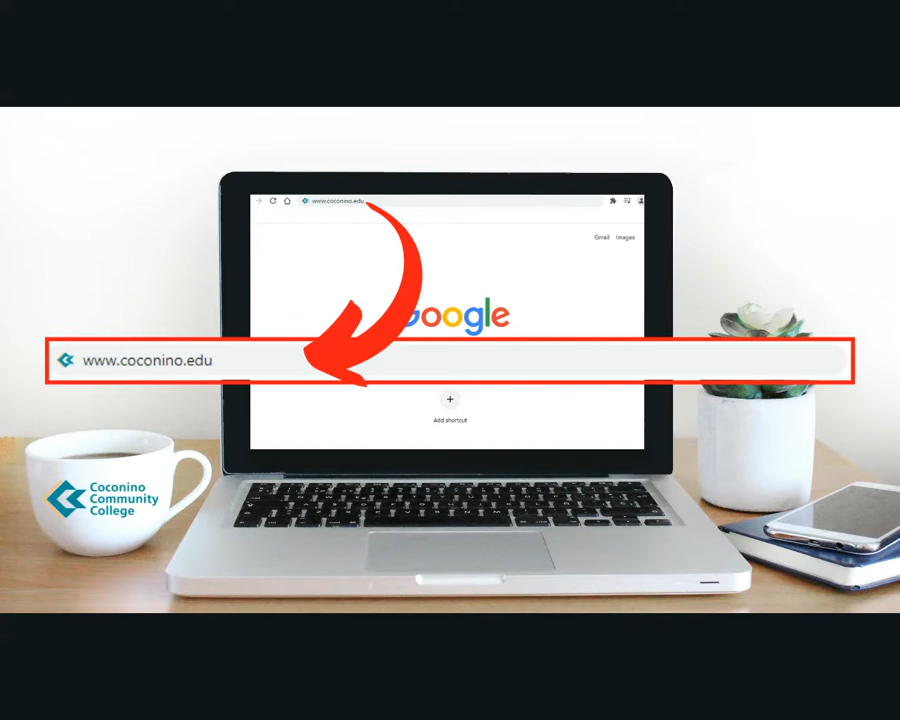 www.coconino.edu
Gmail Images
Google
www.coconino.edu
Add shortcut
Coconino
Community
College